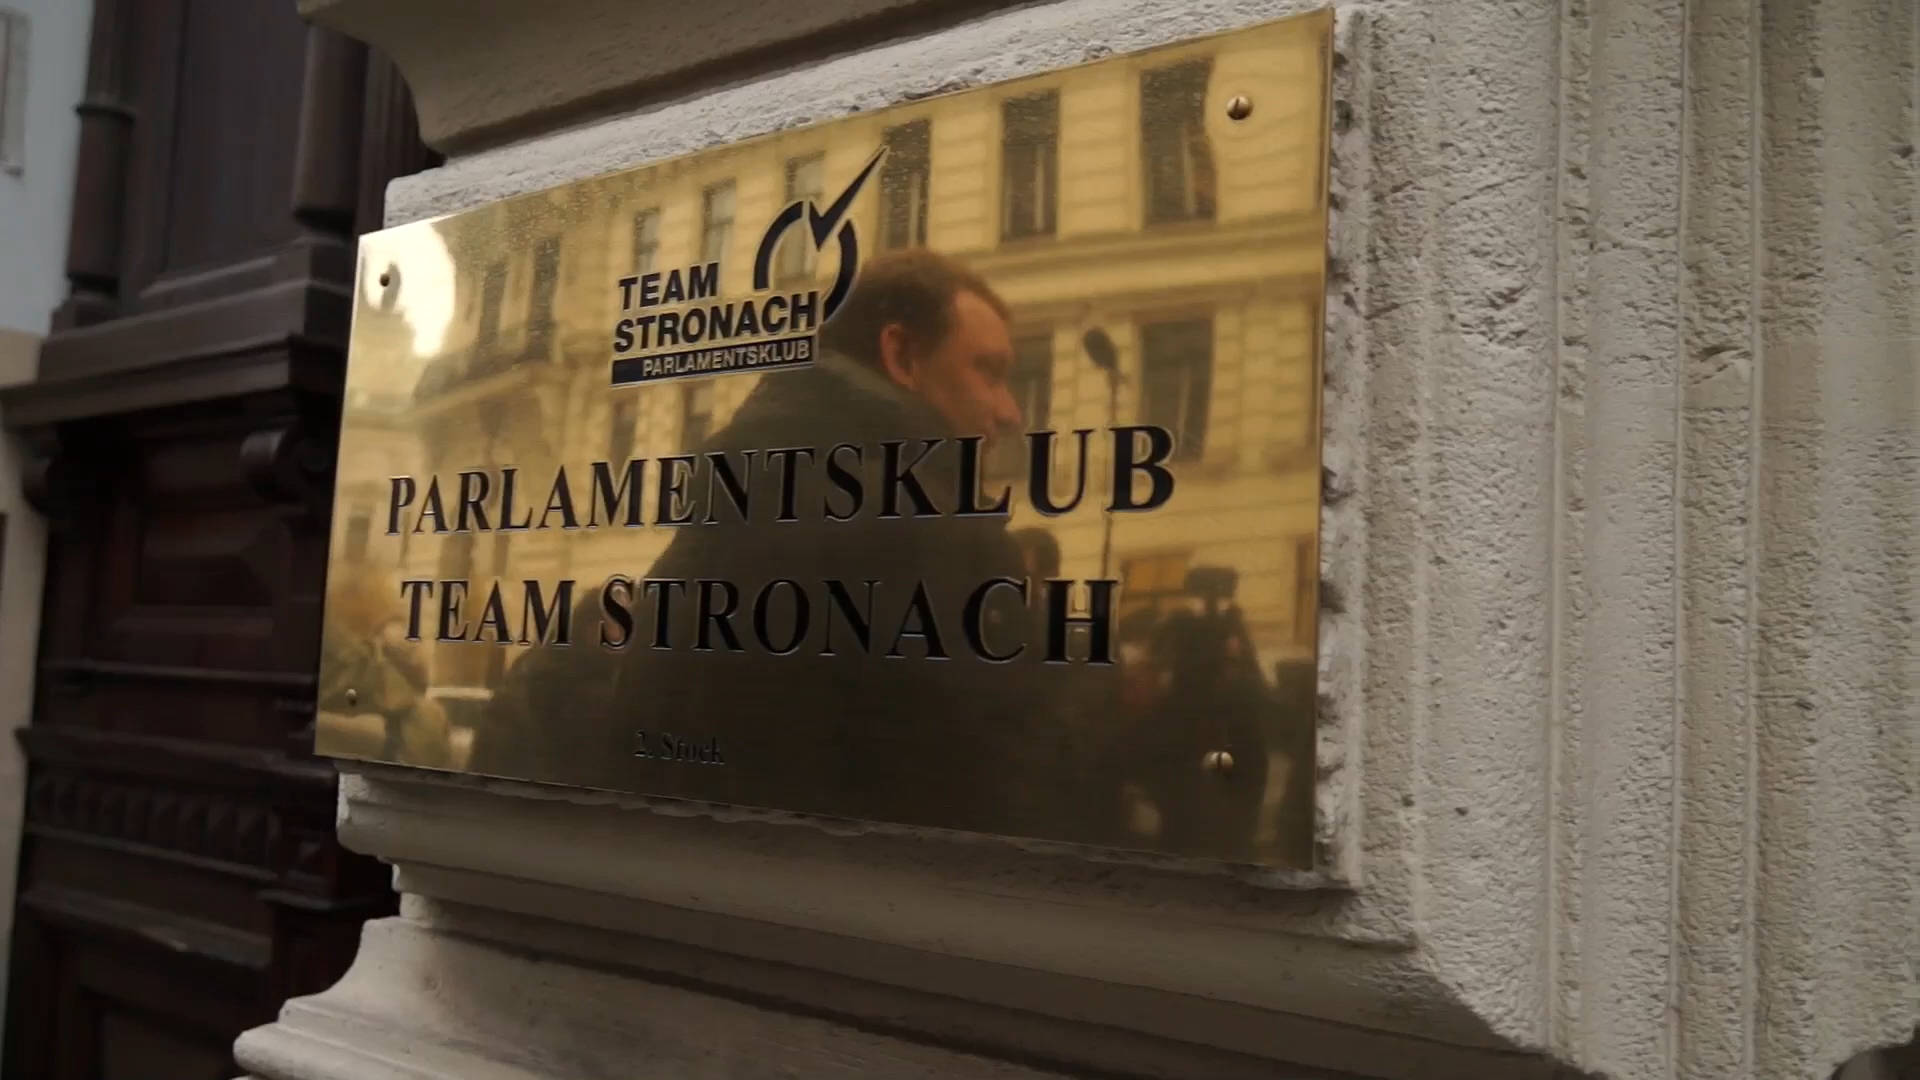 TEAM
STRONACH
PARLAMENTSKLUB
PARLAMENTSKLUB
TEAM STRONACH
2. Stock